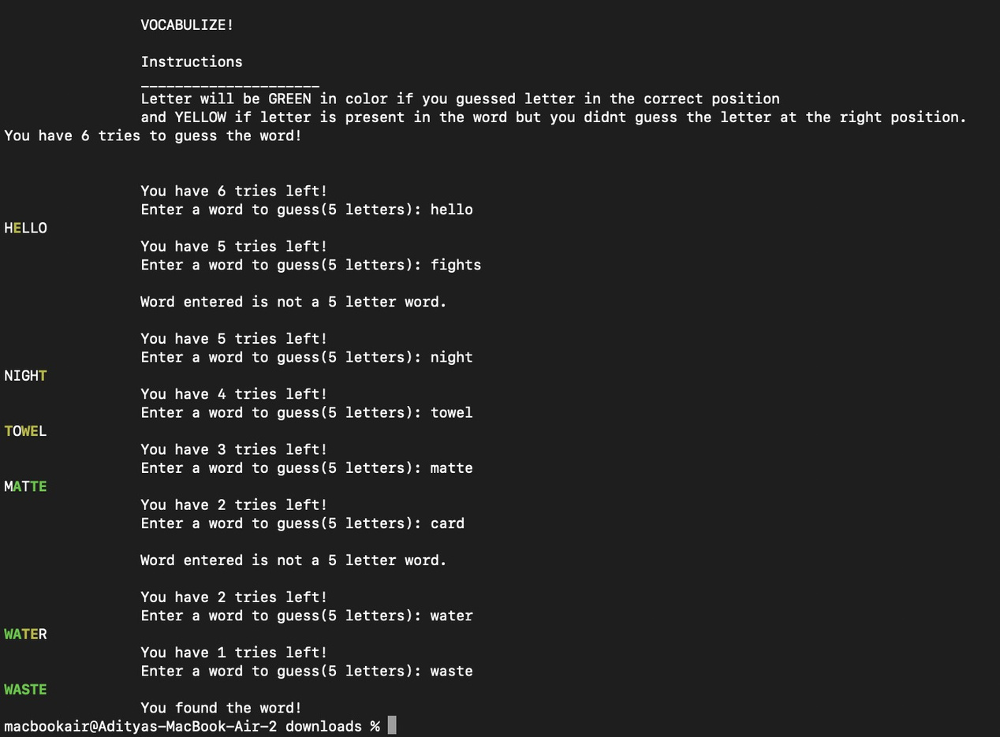 VOCABULIZE!
Instructions
_____________________
Letter will be GREEN in color if you guessed letter in the correct position
and YELLOW if letter is present in the word but you didnt guess the letter at the right position.
You have 6 tries to guess the word!
You have 6 tries left!
Enter a word to guess(5 letters): hello
HELLO
You have 5 tries left!
Enter a word to guess(5 letters): fights
Word entered is not a 5 letter word.
You have 5 tries left!
Enter a word to guess(5 letters): night
NIGHT
You have 4 tries left!
Enter a word to guess(5 letters): towel
TOWEL
You have 3 tries left!
Enter a word to guess(5 letters): matte
MATTE
You have 2 tries left!
Enter a word to guess(5 letters): card
Word entered is not a 5 letter word.
You have 2 tries left!
Enter a word to guess(5 letters): water
WATER
You have 1 tries left!
Enter a word to guess(5 letters): waste
WASTE
You found the word!
macbookair@Adityas-MacBook-Air-2 downloads %